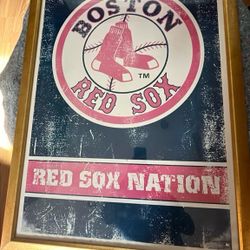 BOSTON
TM
RED SOX
RED SOX NATION